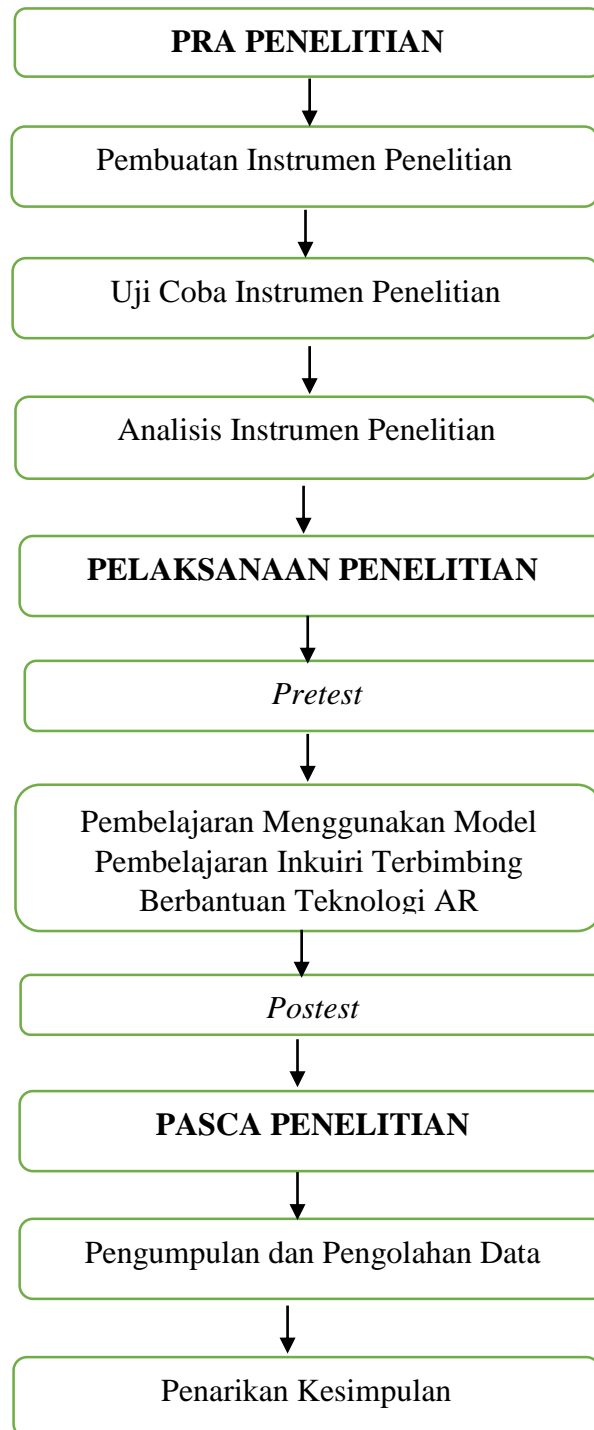 PRA PENELITIAN
Pembuatan Instrumen Penelitian
Uji Coba Instrumen Penelitian
Analisis Instrumen Penelitian
PELAKSANAAN PENELITIAN
Pretest
Pembelajaran Menggunakan Model
Pembelajaran Inkuiri Terbimbing
Berbantuan Teknologi AR
Postest
PASCA PENELITIAN
Pengumpulan dan Pengolahan Data
Penarikan Kesimpulan